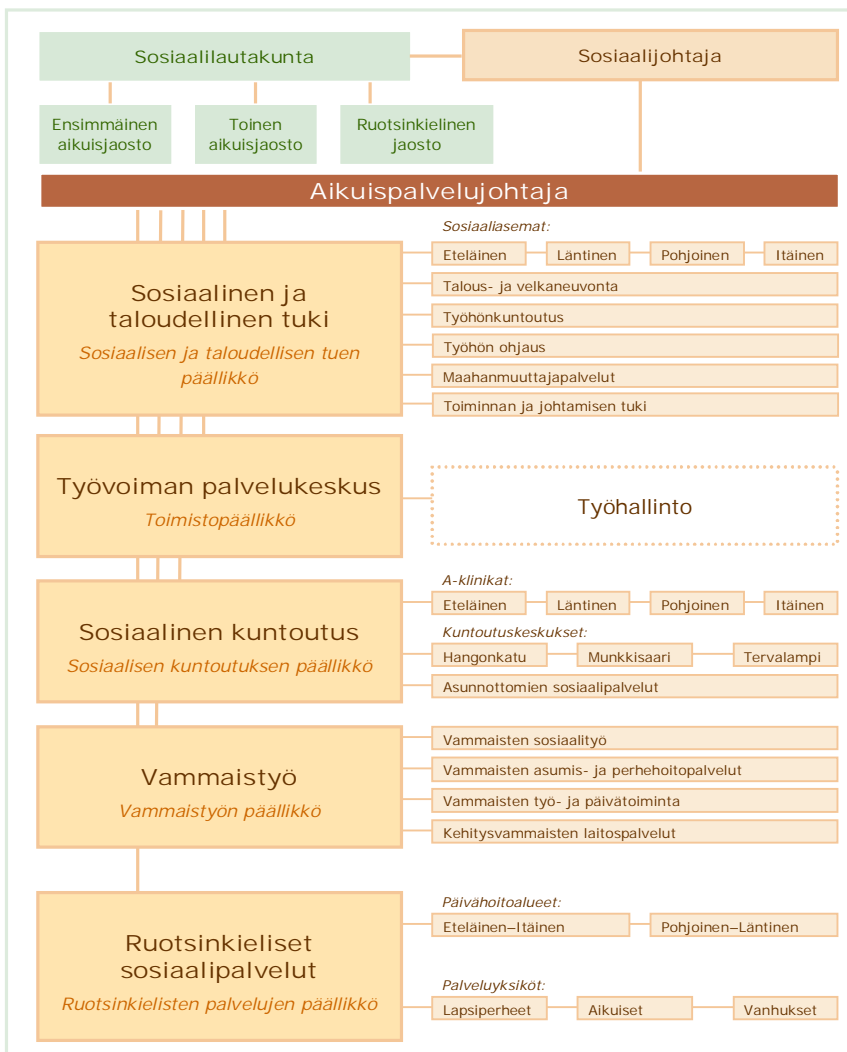 Sosiaalilautakunta
Sosiaalijohtaja
Ensimmäinen
aikuisjaosto
Toinen
aikuisjaosto
Ruotsinkielinen
jaosto
Aikuispalvelujohtaja
Sosiaalinen ja
taloudellinen tuki
Sosiaalisen ja taloudellisen tuen
päällikkö
Sosiaaliasemat:
Eteläinen
Läntinen
Pohjoinen
Itäinen
Talous- ja velkaneuvonta
Työhönkuntoutus
Työhön ohjaus
Maahanmuuttajapalvelut
Toiminnan ja johtamisen tuki
Työvoiman palvelukeskus
Toimistopäällikkö
Työhallinto
Sosiaalinen kuntoutus
Sosiaalisen kuntoutuksen päällikkö
A-klinikat:
Eteläinen
Läntinen
Pohjoinen
Itäinen
Kuntoutuskeskukset:
Hangonkatu
Munkkisaari
Tervalampi
Asunnottomien sosiaalipalvelut
Vammaistyö
Vammaistyön päällikkö
Vammaisten sosiaalityö
Vammaisten asumis- ja perhehoitopalvelut
Vammaisten työ- ja päivätoiminta
Kehitysvammaisten laitospalvelut
Ruotsinkieliset
sosiaalipalvelut
Ruotsinkielisten palvelujen päällikkö
Päivähoitoalueet:
Eteläinen–Itäinen
Pohjoinen–Läntinen
Palveluyksiköt:
Lapsiperheet
Aikuiset
Vanhukset